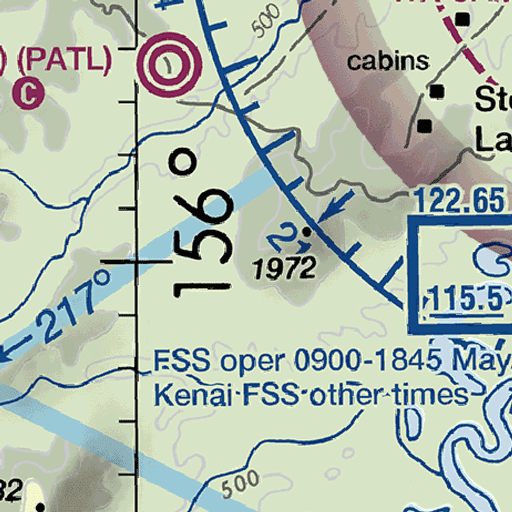 500
) (PATL)
C
cabins
122.65
156°
21
1972
115.5
217°
FSS oper 0900-1845 May
Kenai FSS other times
500